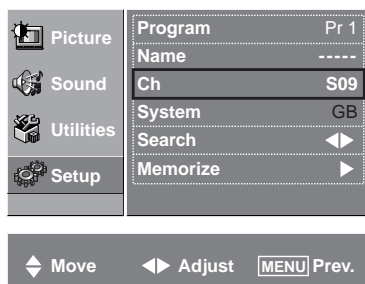 Picture
Sound
Utilities
Setup
Program Pr 1
Name -----
Ch S09
System GB
Search ◀▶
Memorize ▶
Move Adjust MENU Prev.